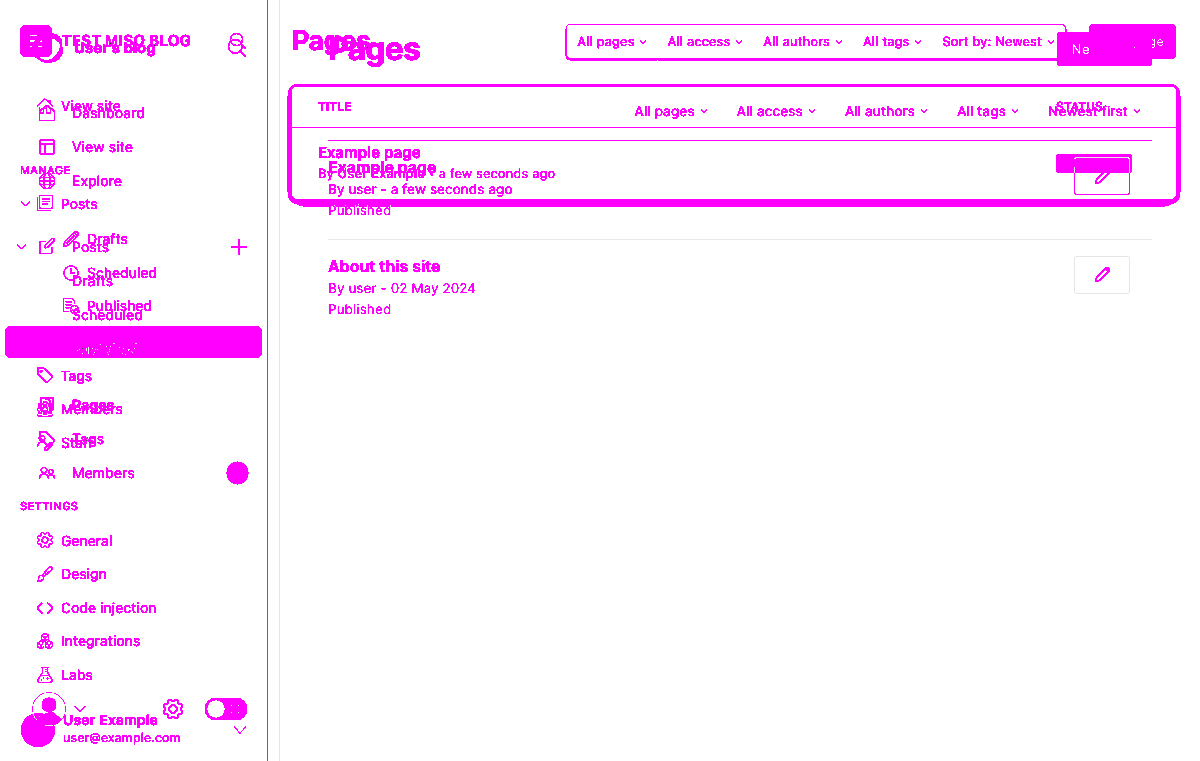 TEST MISO BLOG
User's Blog
View site
Dashboard
View site
MANAGE
Explore
Posts
Drafts
Posts
Scheduled
Drafts
Published
Scheduled
Tags
Pages
Members
Tags
Staff
Members
SETTINGS
General
Design
Code injection
Integrations
Labs
User Example
user@example.com
Pages
Pages
All pages All access All authors All tags Sort by: Newest
TITLE STATUS
All pages All access All authors All tags Newest first
Example page
By User Example - a few seconds ago
Example page
By user - a few seconds ago
Published
About this site
By user - 02 May 2024
Published